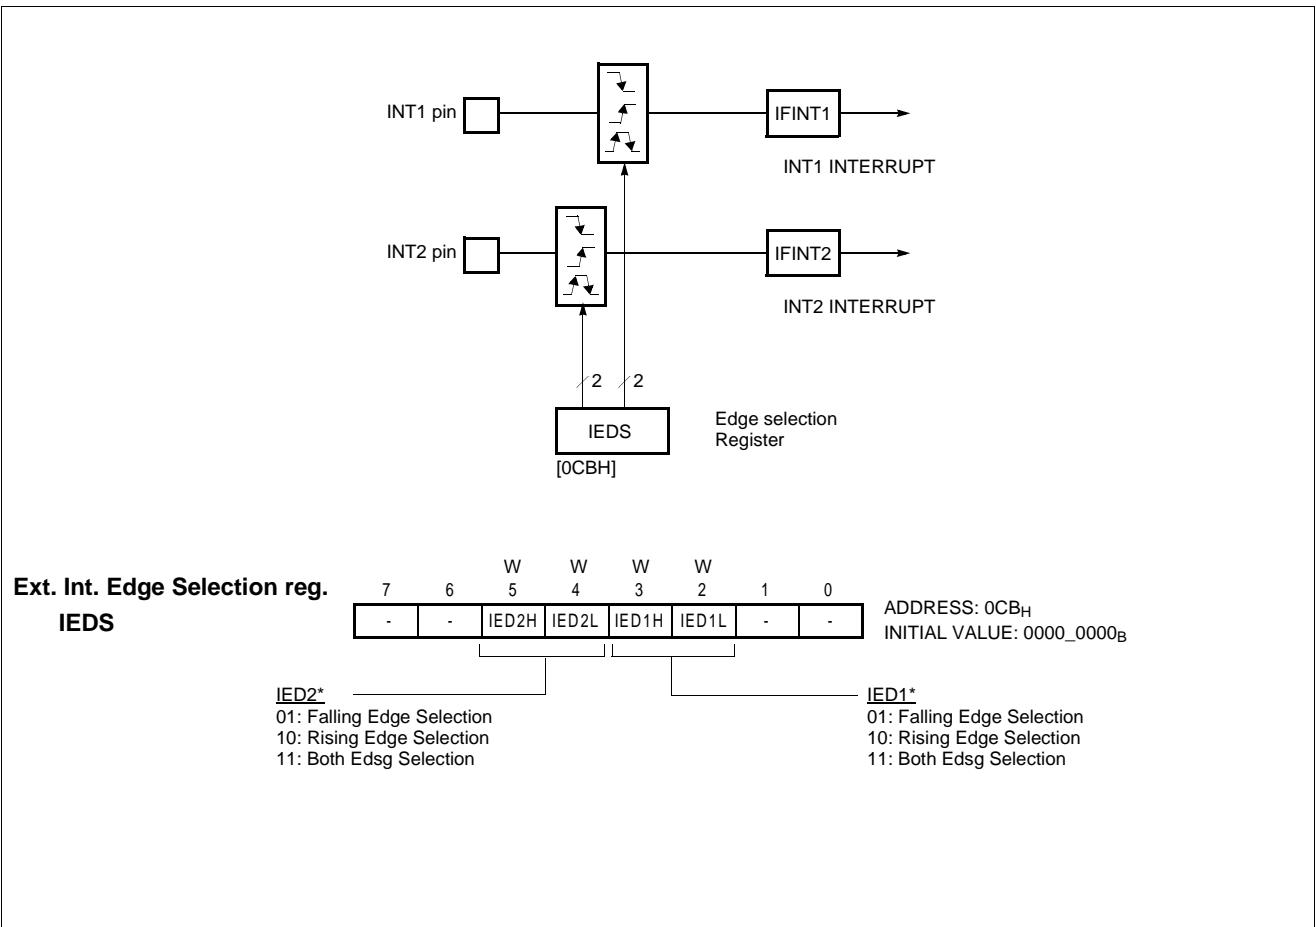 INT1 pin
IFINT1
INT1 INTERRUPT
INT2 pin
IFINT2
INT2 INTERRUPT
2 2
IEDS
Edge selection
Register
[0CBH]
W W W W
Ext. Int. Edge Selection reg.
7 6 5 4 3 2 1 0
IEDS
- - IED2H IED2L IED1H IED1L - -
ADDRESS: 0CBH
INITIAL VALUE: 0000_0000B
IED2*
01: Falling Edge Selection
10: Rising Edge Selection
11: Both Edsg Selection
IED1*
01: Falling Edge Selection
10: Rising Edge Selection
11: Both Edsg Selection